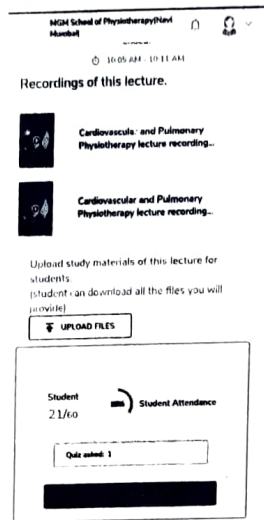 MGM School of Physiotherapy(Navi
Mumbai)
10:05 AM - 10:11 AM
Recordings of this lecture.
Cardiovascular and Pulmonary
Physiotherapy lecture recording...
Cardiovascular and Pulmonary
Physiotherapy lecture recording...
Upload study materials of this lecture for
students.
(student can download all the files you will
provide)
UPLOAD FILES
Student
21/60
Student Attendance
Quiz asked: 1